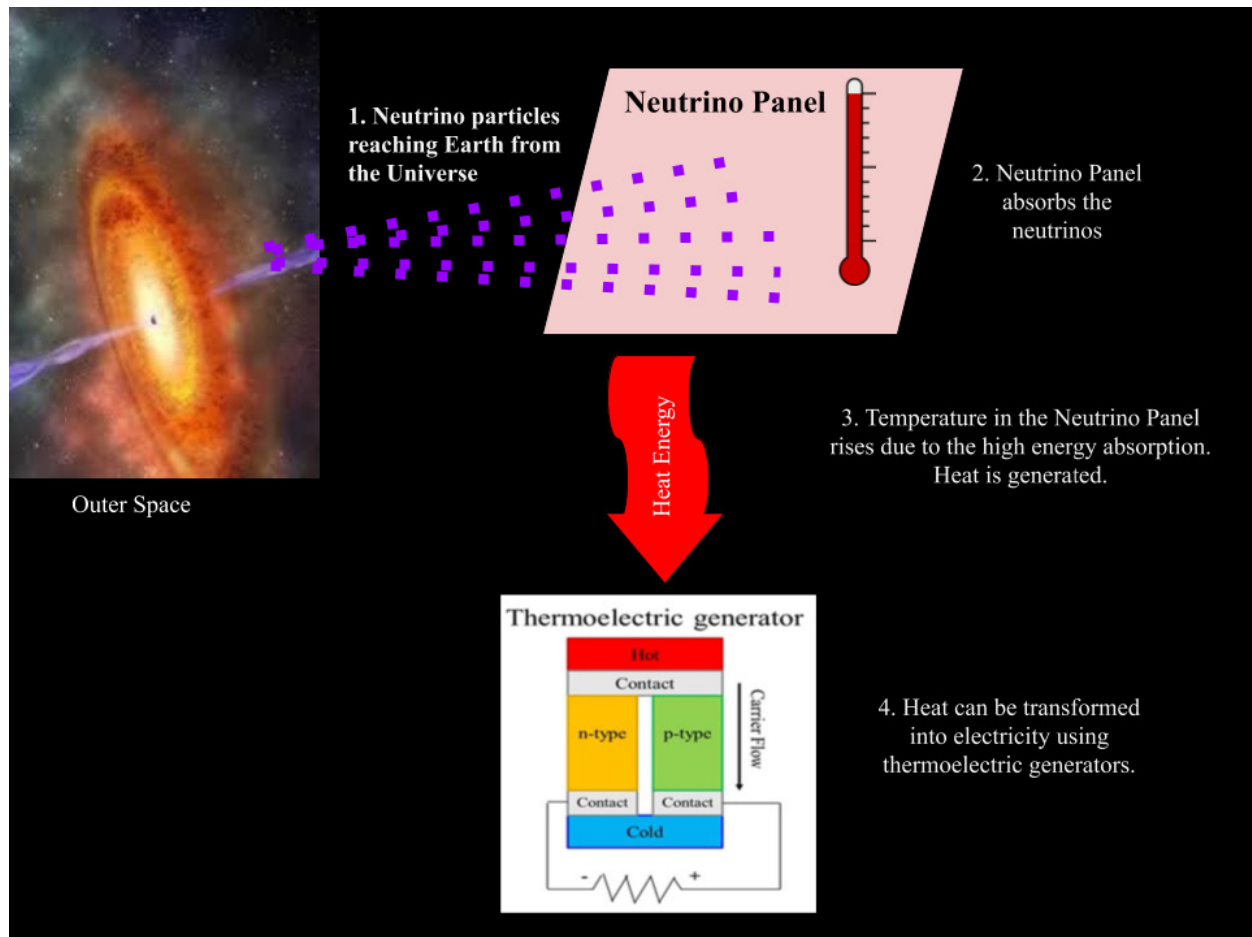 1. Neutrino particles
reaching Earth from
the Universe
Neutrino Panel
2. Neutrino Panel
absorbs the
neutrinos
Outer Space
Heat Energy
3. Temperature in the Neutrino Panel
rises due to the high energy absorption.
Heat is generated.
Thermoelectric generator
Hot
Contact
n-type
p-type
Carrier Flow
Contact
Contact
Cold
-
+
4. Heat can be transformed
into electricity using
thermoelectric generators.